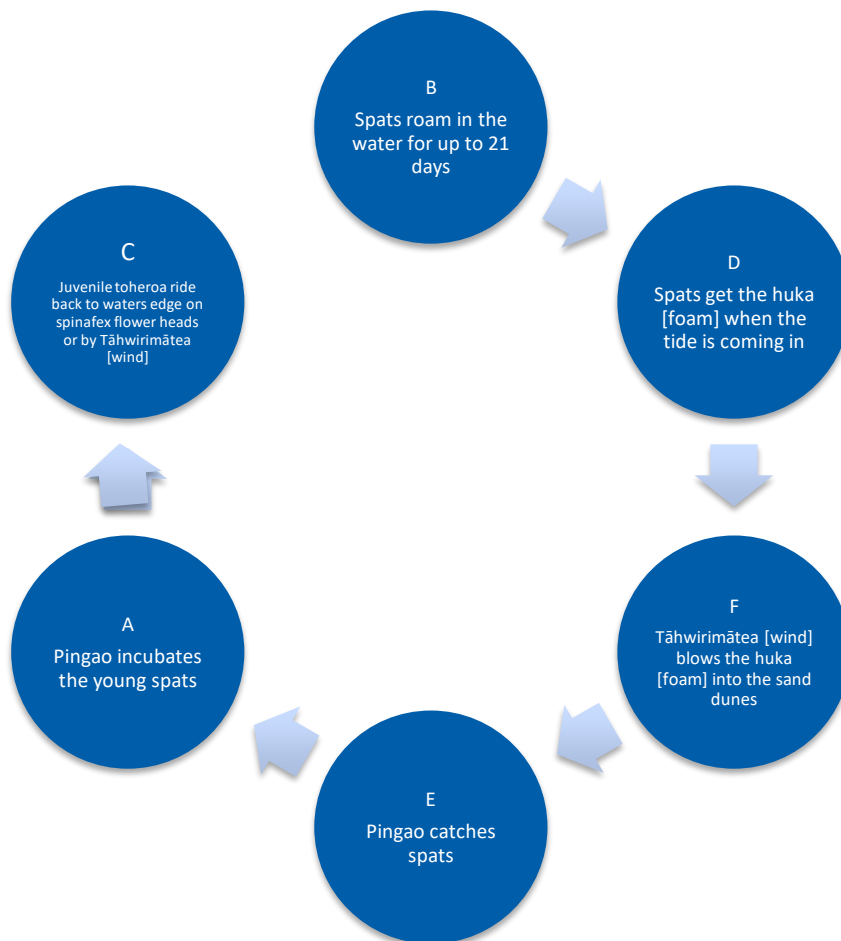 B
Spats roam in the
water for up to 21
days
D
Spats get the huka
[foam] when the
tide is coming in
F
Tāhwirimātea [wind]
blows the huka
[foam] into the sand
dunes
E
Pingao catches
spats
A
Pingao incubates
the young spats
C
Juvenile toheroa ride
back to waters edge on
spinafex flower heads
or by Tāhwirimātea
[wind]